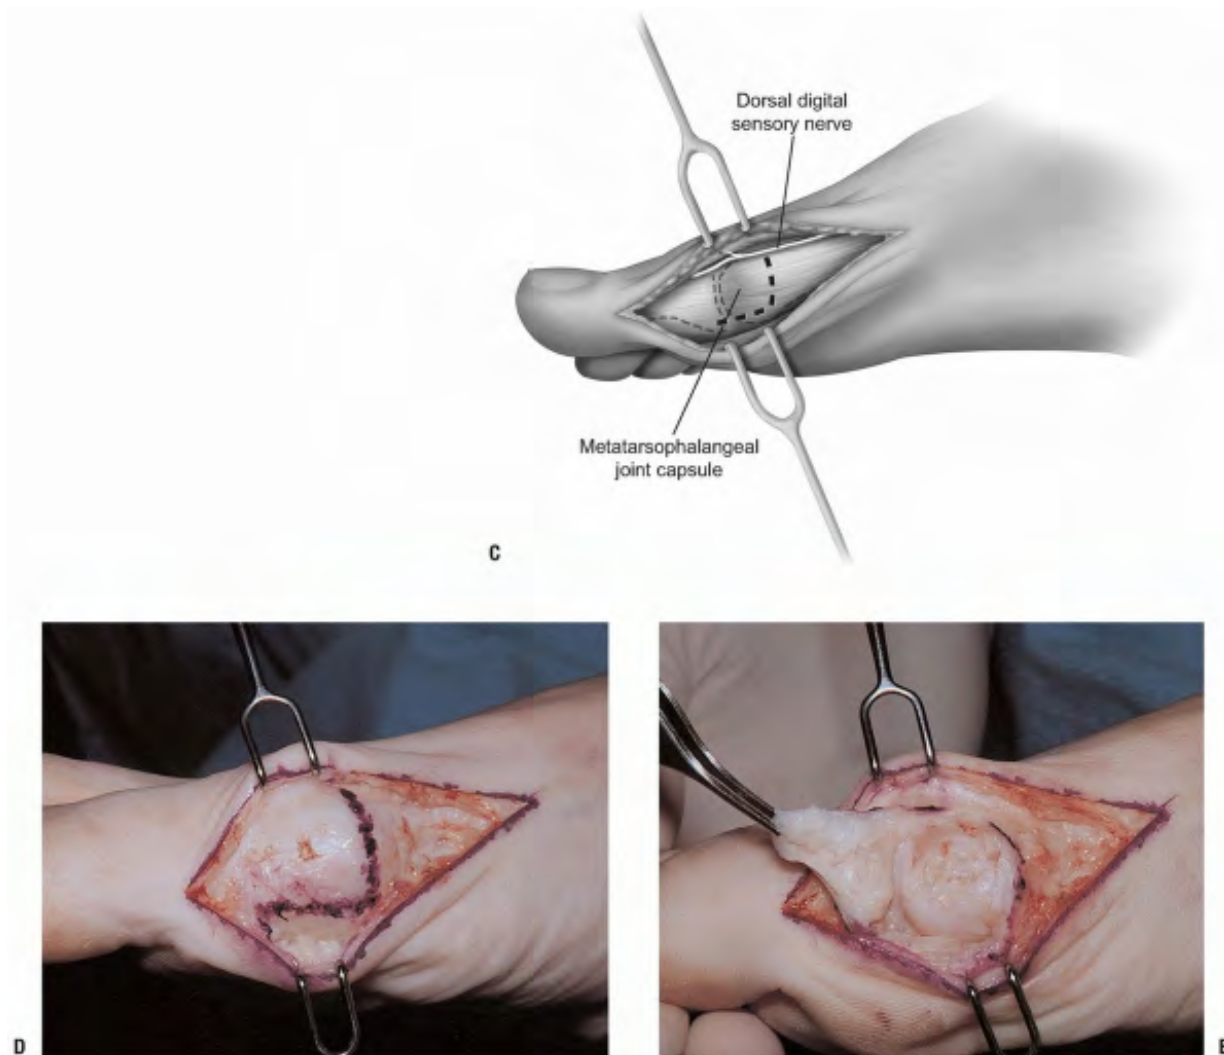 Dorsal digital
sensory nerve
Metatarsophalangeal
joint capsule
C
D
E